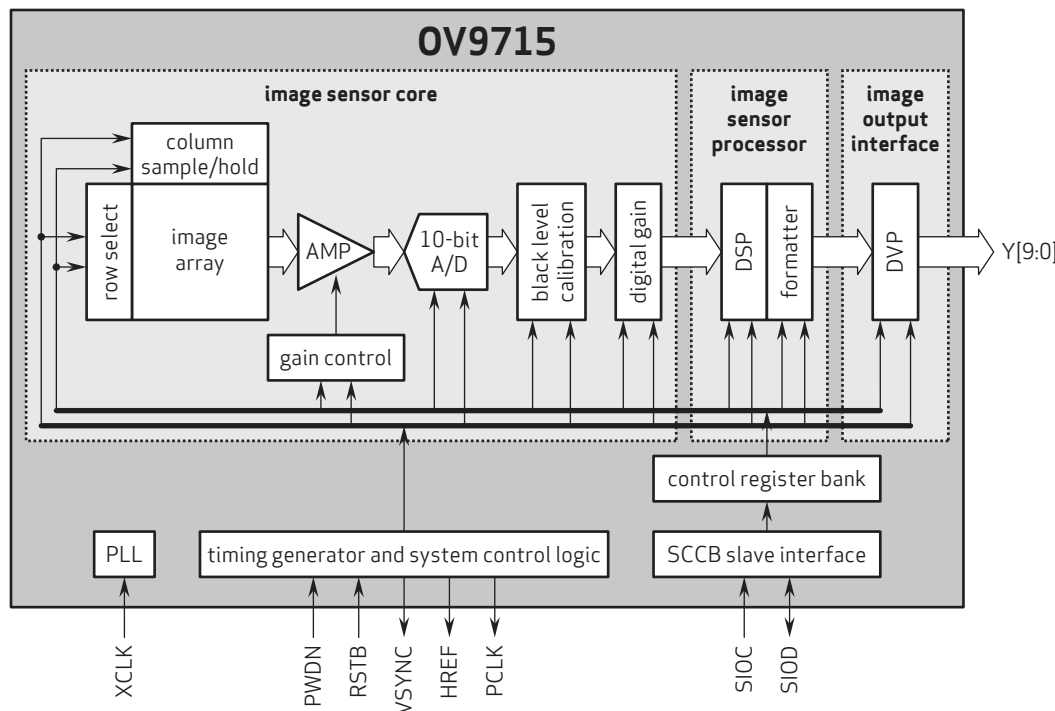 OV9715
image sensor core
image
sensor
processor
image
output
interface
column
sample/hold
row select
image
array
AMP
10-bit
A/D
black level
calibration
digital gain
DSP
formatter
DVP
Y[9:0]
gain control
control register bank
PLL
timing generator and system control logic
SCCB slave interface
XCLK
PWDN
RSTB
VSYNC
HREF
PCLK
SIOC
SIOD